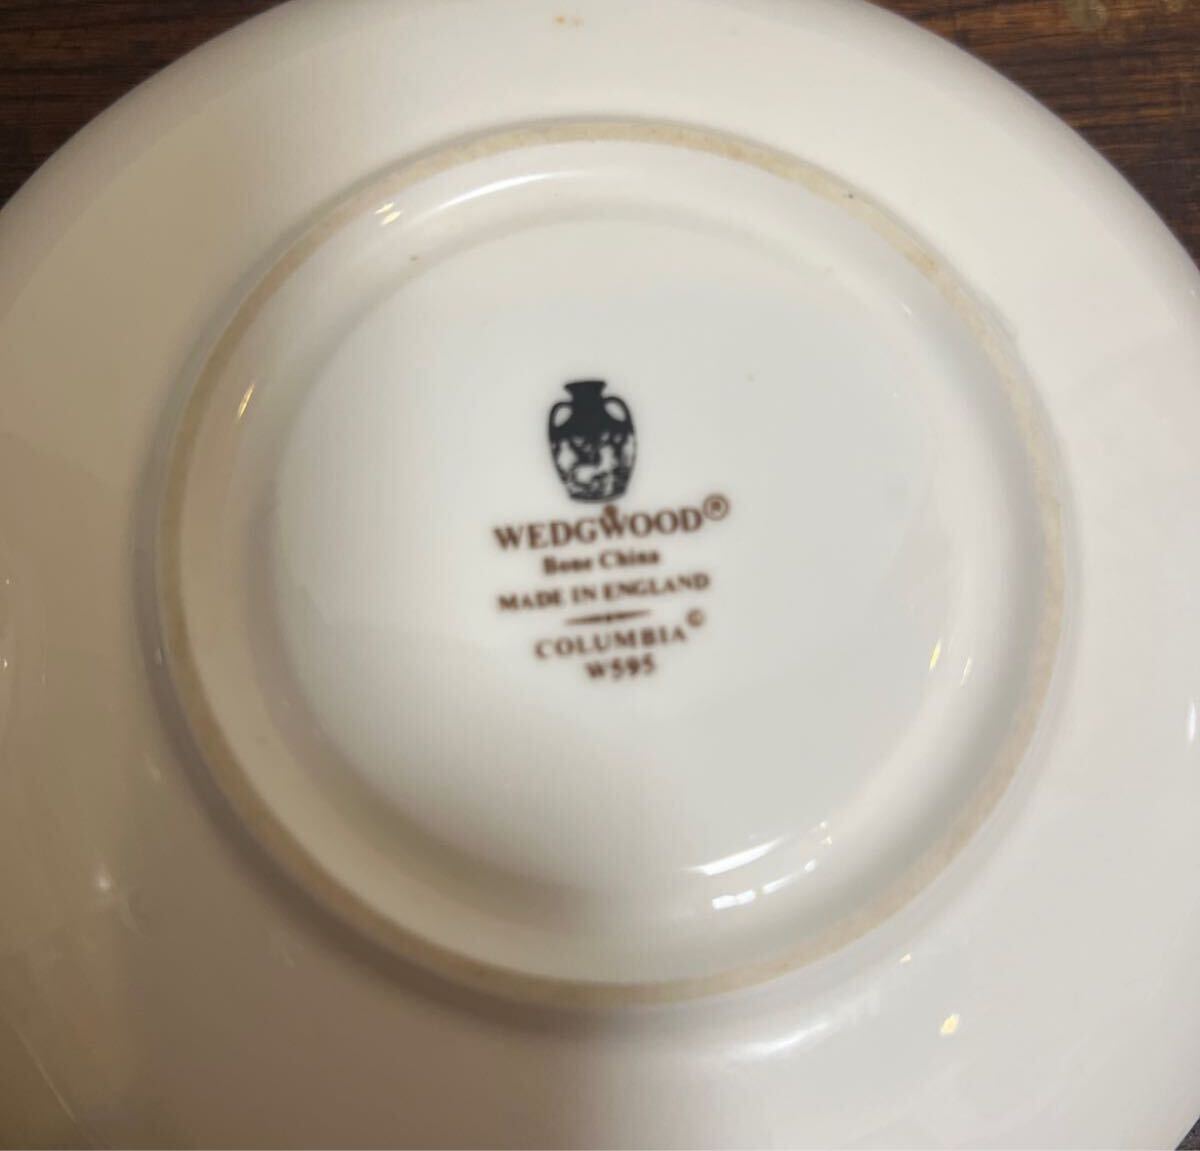 WEDGWOOD®
Bone China
MADE IN ENGLAND
COLUMBIA©
W595